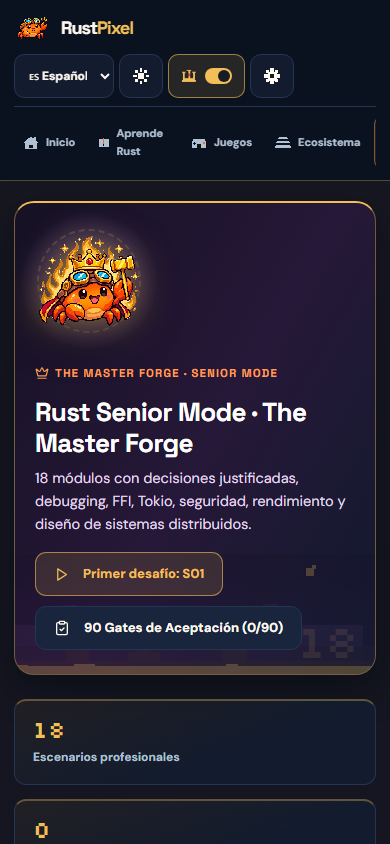 RustPixel
ES Español
Inicio
Aprende
Rust
Juegos
Ecosistema
THE MASTER FORGE · SENIOR MODE
Rust Senior Mode · The
Master Forge
18 módulos con decisiones justificadas,
debugging, FFI, Tokio, seguridad, rendimiento y
diseño de sistemas distribuidos.
Primer desafío: S01
90 Gates de Aceptación (0/90)
18
18
Escenarios profesionales
0